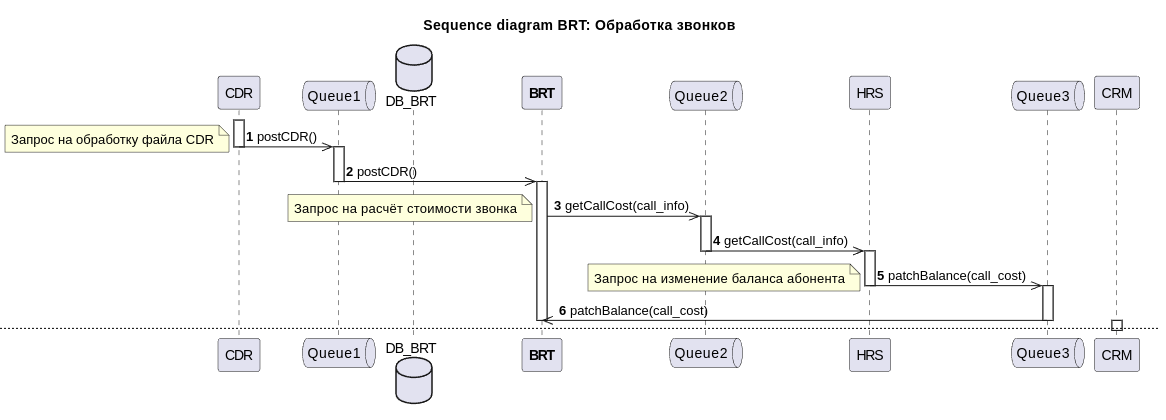 Sequence diagram BRT: Обработка звонков
CDR
Queue1
DB_BRT
BRT
Queue2
HRS
Queue3
CRM
Запрос на обработку файла CDR
1 postCDR()
2 postCDR()
Запрос на расчёт стоимости звонка
3 getCallCost(call_info)
4 getCallCost(call_info)
Запрос на изменение баланса абонента
5 patchBalance(call_cost)
6 patchBalance(call_cost)
CDR
Queue1
DB_BRT
BRT
Queue2
HRS
Queue3
CRM